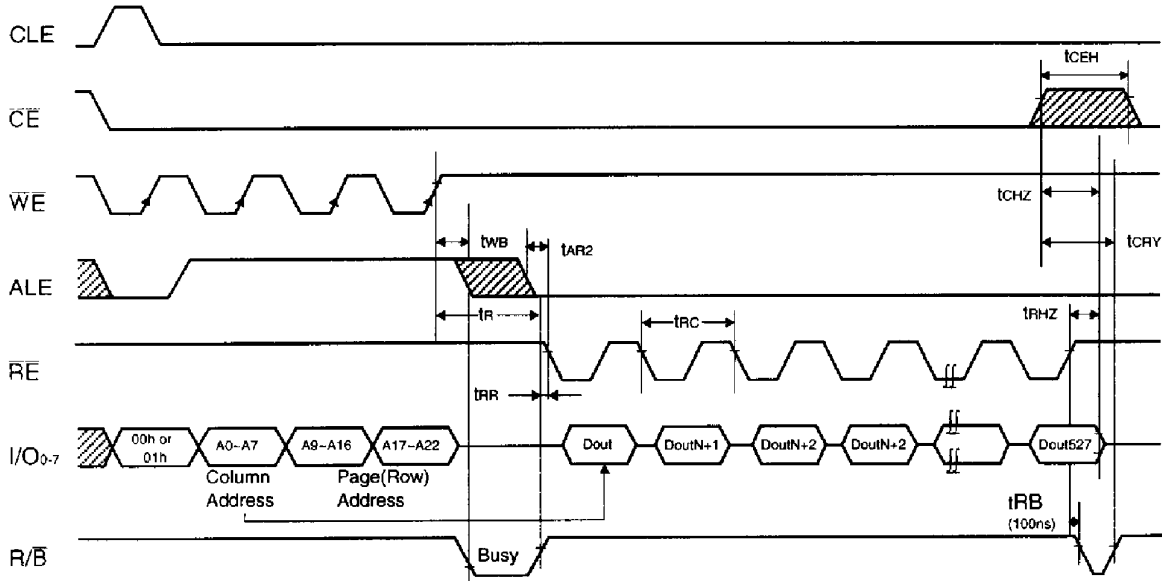 CLE
tCEH
CE
WE
tCHZ
tWB
tAR2
tCRY
ALE
tR
tRC
tRHZ
RE
tRR
I/O0-7
00h or
01h
A0~A7
A9~A16
A17~A22
Dout
DoutN+1
DoutN+2
DoutN+2
Dout527
Column
Address
Page(Row)
Address
tRB
(100ns)
R/B
Busy